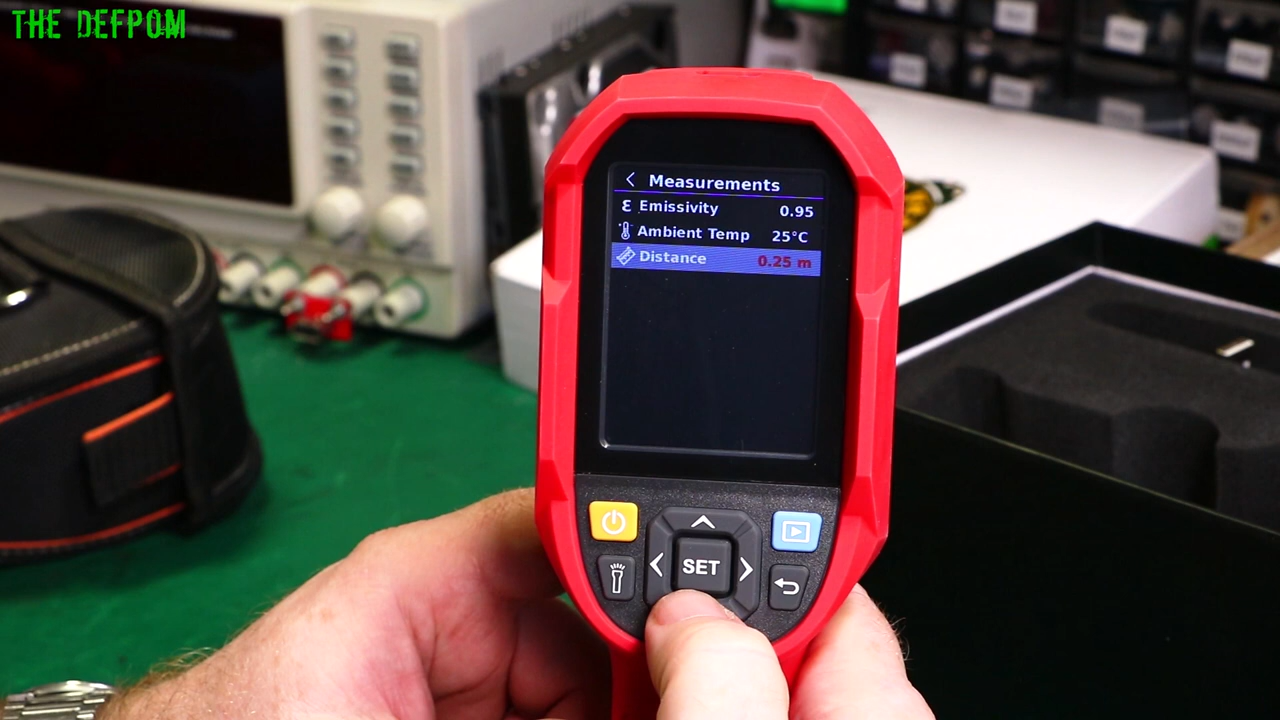 THE DEFPOM
Measurements
ε Emissivity 0.95
Ambient Temp 25°C
Distance 0.25 m
SET